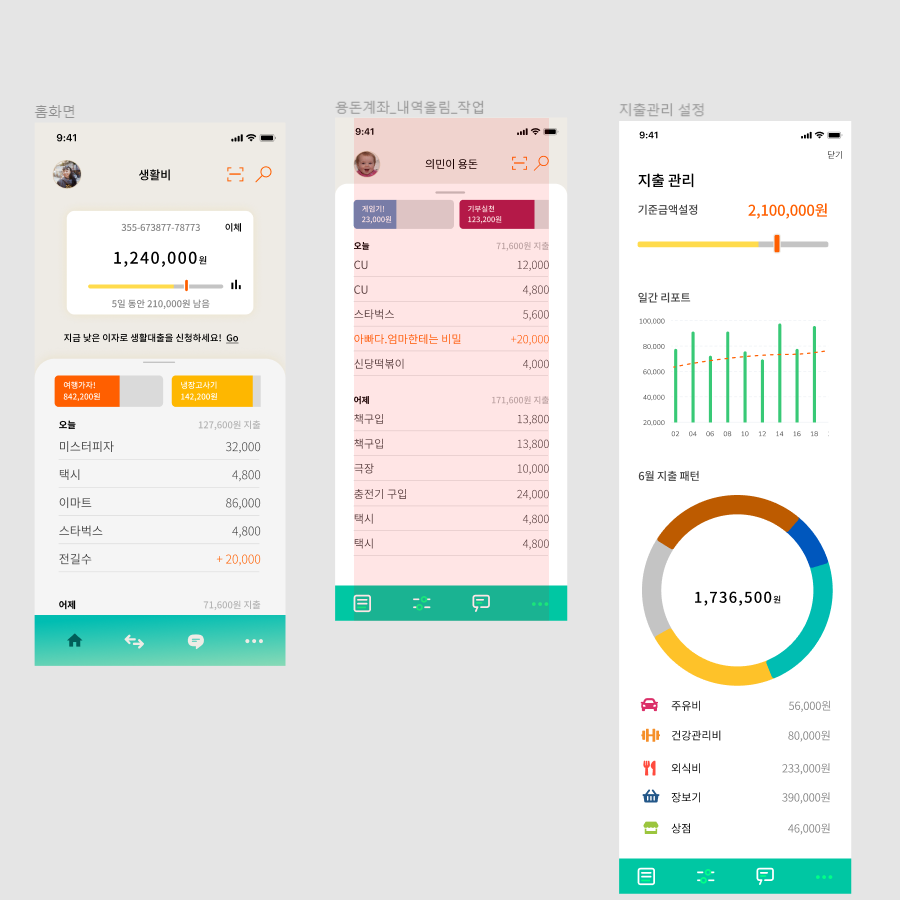 홈화면
9:41
생활비
355-673877-78773 이체
1,240,000원
5일 동안 210,000원 남음
지금 낮은 이자로 생활대출을 신청하세요! Go
여행가자!
842,200원
냉장고사기
142,200원
오늘 127,600원 지출
미스터피자 32,000
택시 4,800
이마트 86,000
스타벅스 4,800
전길수 + 20,000
어제 71,600원 지출
용돈계좌_내역올림_작업
9:41
의민이 용돈
게임기!
23,000원
기부실천
123,200원
오늘 71,600원 지출
CU 12,000
CU 4,800
스타벅스 5,600
아빠다.엄마한테는 비밀 +20,000
신당떡볶이 4,000
어제 171,600원 지출
책구입 13,800
책구입 13,800
극장 10,000
충전기 구입 24,000
택시 4,800
택시 4,800
지출관리 설정
9:41
닫기
지출 관리
기준금액설정 2,100,000원
일간 리포트
100,000
80,000
60,000
40,000
20,000
02 04 06 08 10 12 14 16 18
6월 지출 패턴
1,736,500원
주유비 56,000원
건강관리비 80,000원
외식비 233,000원
장보기 390,000원
상점 46,000원